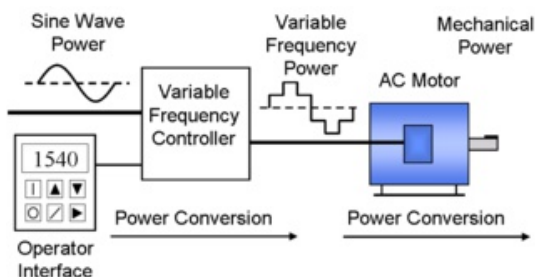 Sine Wave
Power
Variable
Frequency
Power
Mechanical
Power
AC Motor
Variable
Frequency
Controller
1540
Operator
Interface
Power Conversion
Power Conversion